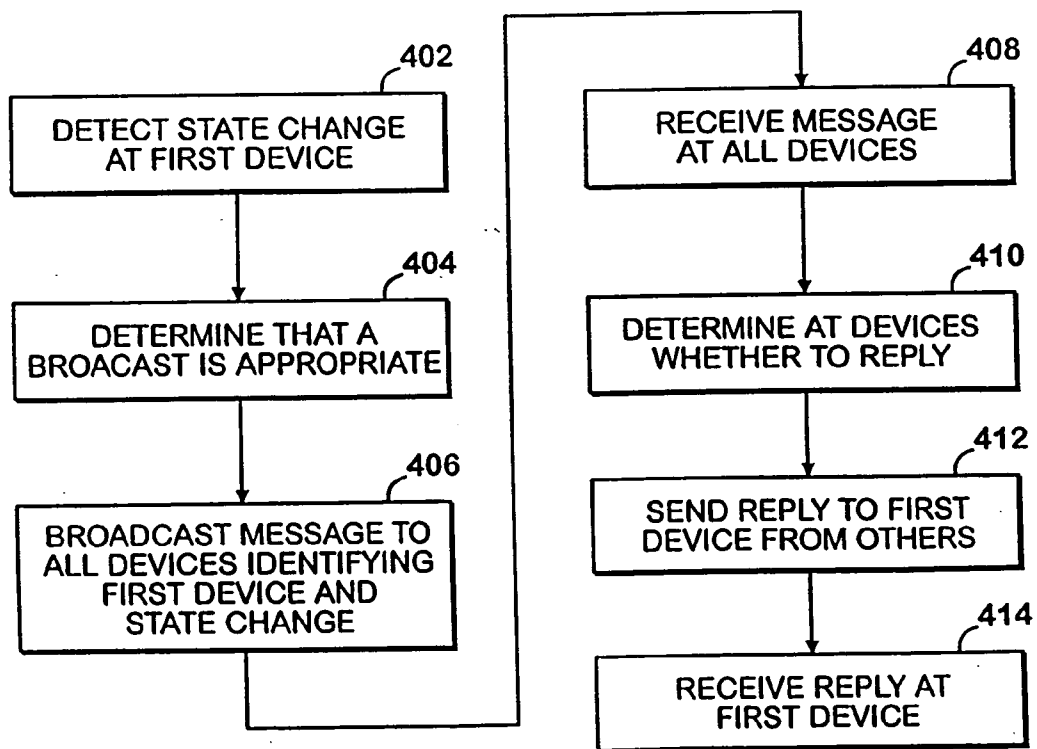 402
DETECT STATE CHANGE
AT FIRST DEVICE
404
DETERMINE THAT A
BROACAST IS APPROPRIATE
406
BROADCAST MESSAGE TO
ALL DEVICES IDENTIFYING
FIRST DEVICE AND
STATE CHANGE
408
RECEIVE MESSAGE
AT ALL DEVICES
410
DETERMINE AT DEVICES
WHETHER TO REPLY
412
SEND REPLY TO FIRST
DEVICE FROM OTHERS
414
RECEIVE REPLY AT
FIRST DEVICE